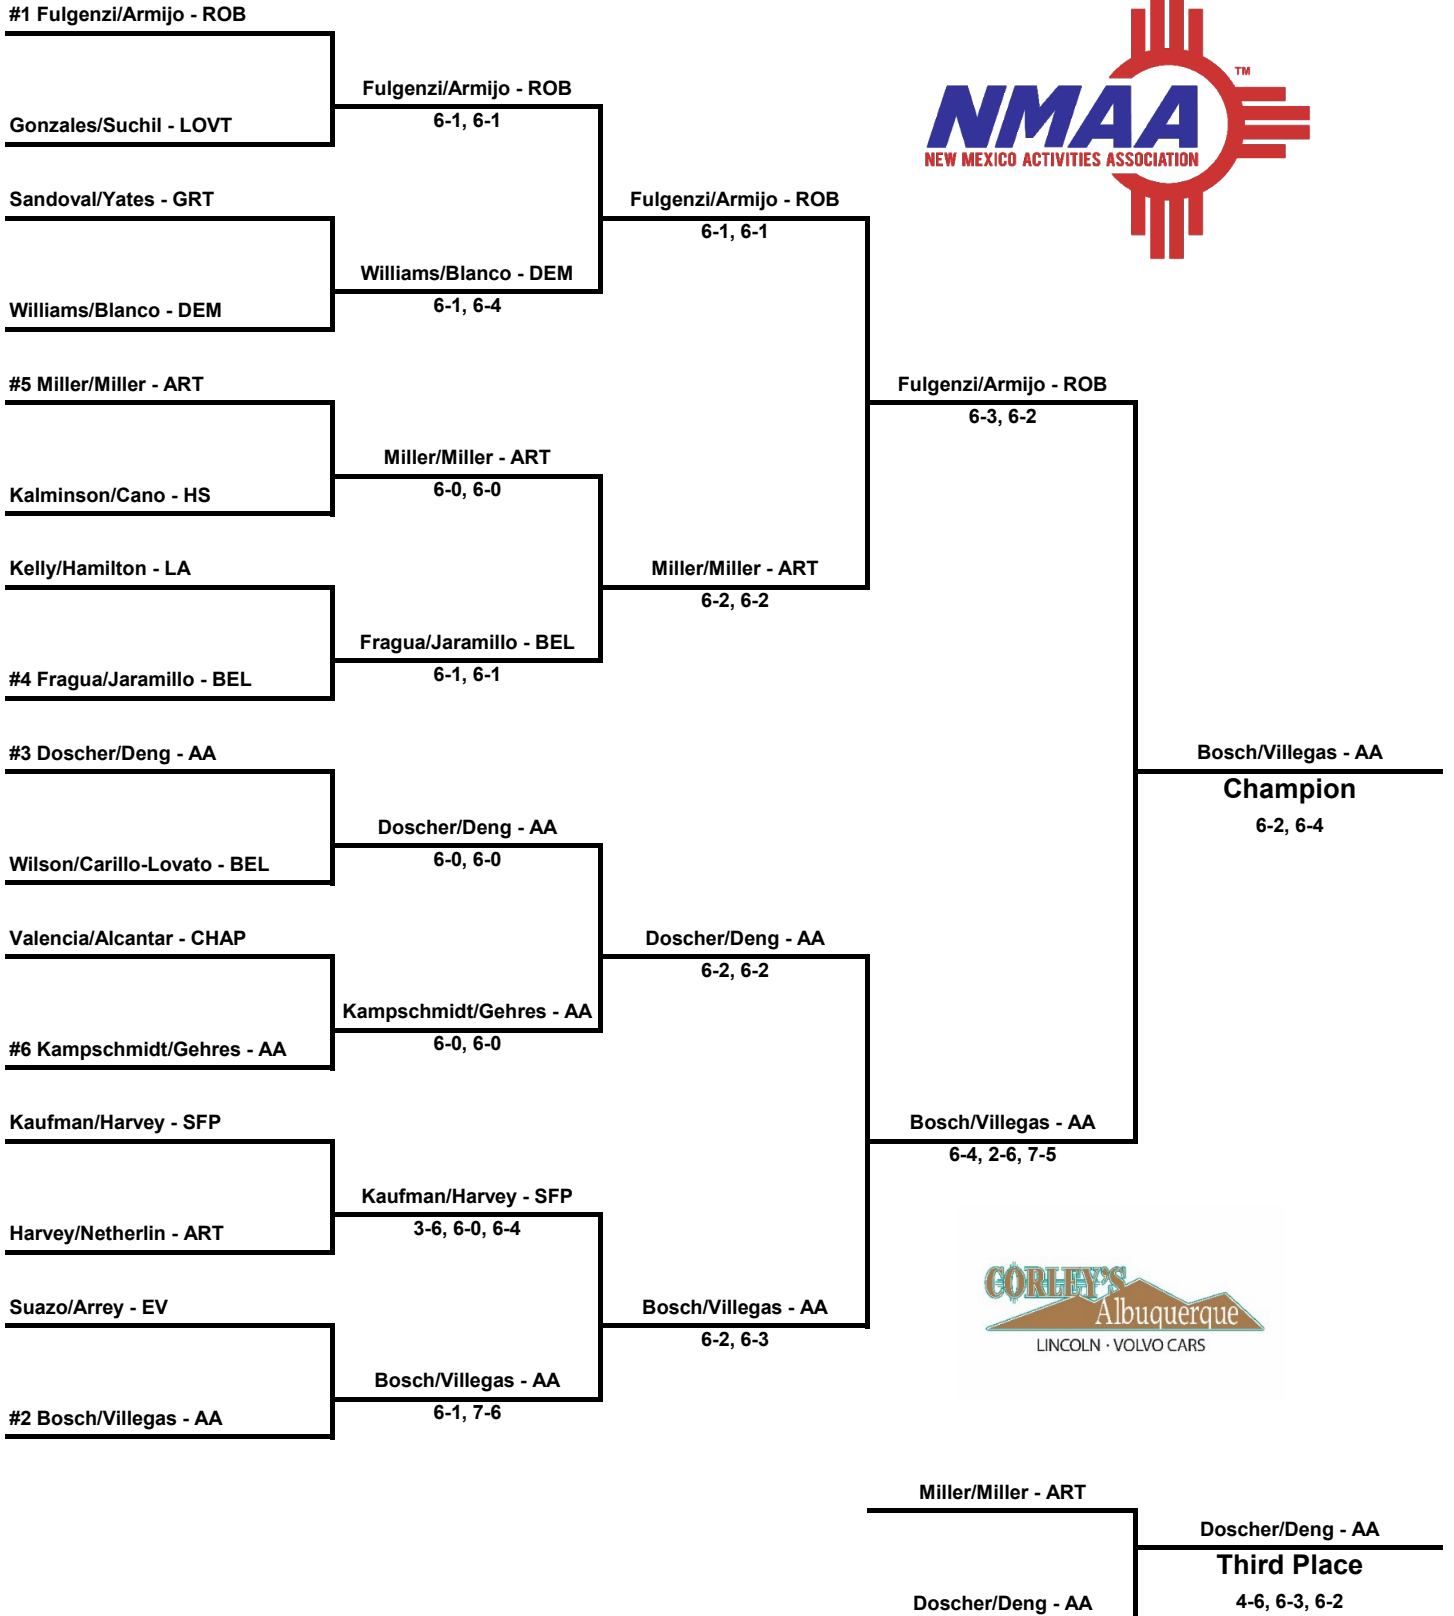 #1 Fulgenzi/Armijo - ROB
Fulgenzi/Armijo - ROB
6-1, 6-1
Gonzales/Suchil - LOVT
TM
NMAA
NEW MEXICO ACTIVITIES ASSOCIATION
Sandoval/Yates - GRT
Fulgenzi/Armijo - ROB
6-1, 6-1
Williams/Blanco - DEM
6-1, 6-4
Williams/Blanco - DEM
#5 Miller/Miller - ART
Fulgenzi/Armijo - ROB
6-3, 6-2
Miller/Miller - ART
6-0, 6-0
Kalminson/Cano - HS
Kelly/Hamilton - LA
Miller/Miller - ART
6-2, 6-2
Fragua/Jaramillo - BEL
6-1, 6-1
#4 Fragua/Jaramillo - BEL
#3 Doscher/Deng - AA
Bosch/Villegas - AA
Champion
6-2, 6-4
Doscher/Deng - AA
6-0, 6-0
Wilson/Carillo-Lovato - BEL
Valencia/Alcantar - CHAP
Doscher/Deng - AA
6-2, 6-2
Kampschmidt/Gehres - AA
6-0, 6-0
#6 Kampschmidt/Gehres - AA
Kaufman/Harvey - SFP
Bosch/Villegas - AA
6-4, 2-6, 7-5
Kaufman/Harvey - SFP
3-6, 6-0, 6-4
Harvey/Netherlin - ART
CORLEY'S
Albuquerque
LINCOLN · VOLVO CARS
Suazo/Arrey - EV
Bosch/Villegas - AA
6-2, 6-3
Bosch/Villegas - AA
6-1, 7-6
#2 Bosch/Villegas - AA
Miller/Miller - ART
Doscher/Deng - AA
Third Place
4-6, 6-3, 6-2
Doscher/Deng - AA